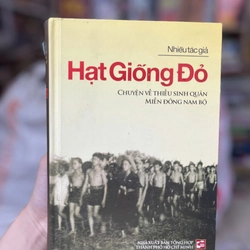 Nhiều tác giả
Hạt Giống Đỏ
CHUYỆN VỀ THIẾU SINH QUÂN
MIỀN ĐÔNG NAM BỘ
NHÀ XUẤT BẢN TỔNG HỢP
THÀNH PHỐ HỒ CHÍ MINH